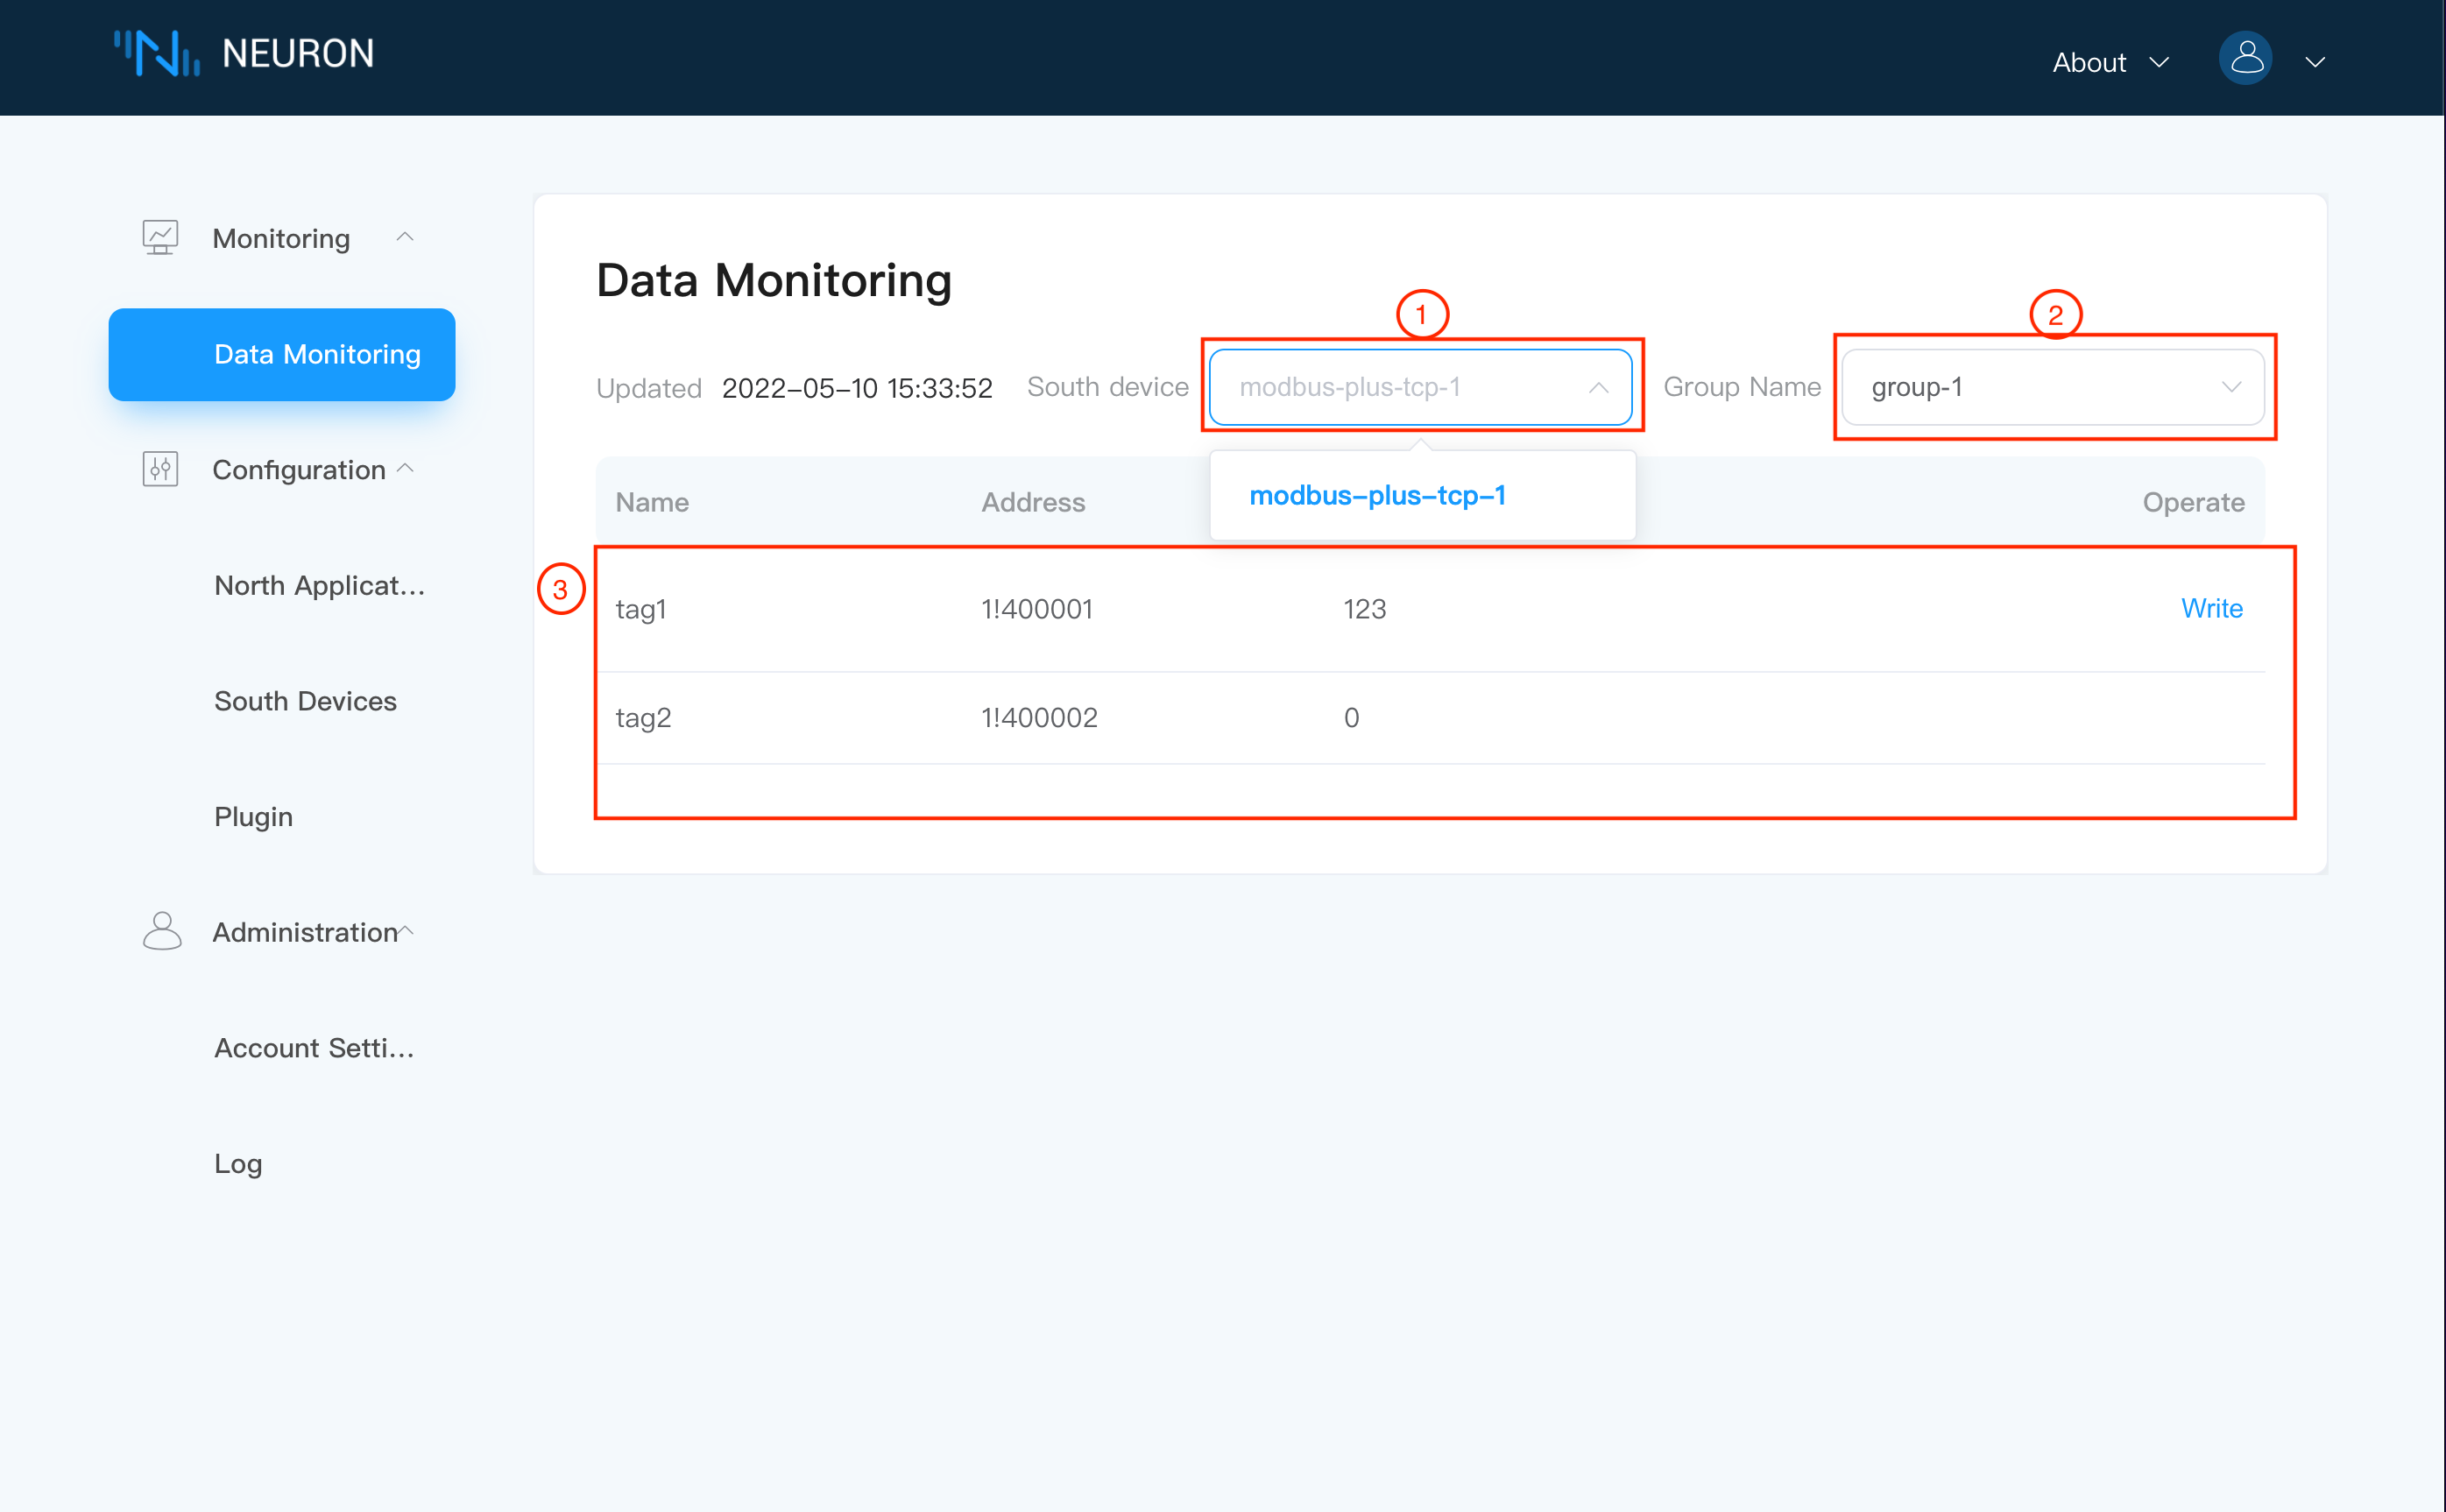 NEURON
About
Monitoring
Data Monitoring
Configuration
North Applicat...
South Devices
Plugin
Administration
Account Setti...
Log
Data Monitoring
1
2
Updated 2022-05-10 15:33:52 South device modbus-plus-tcp-1 Group Name group-1
modbus-plus-tcp-1
Name Address Operate
3
tag1 1!400001 123 Write
tag2 1!400002 0